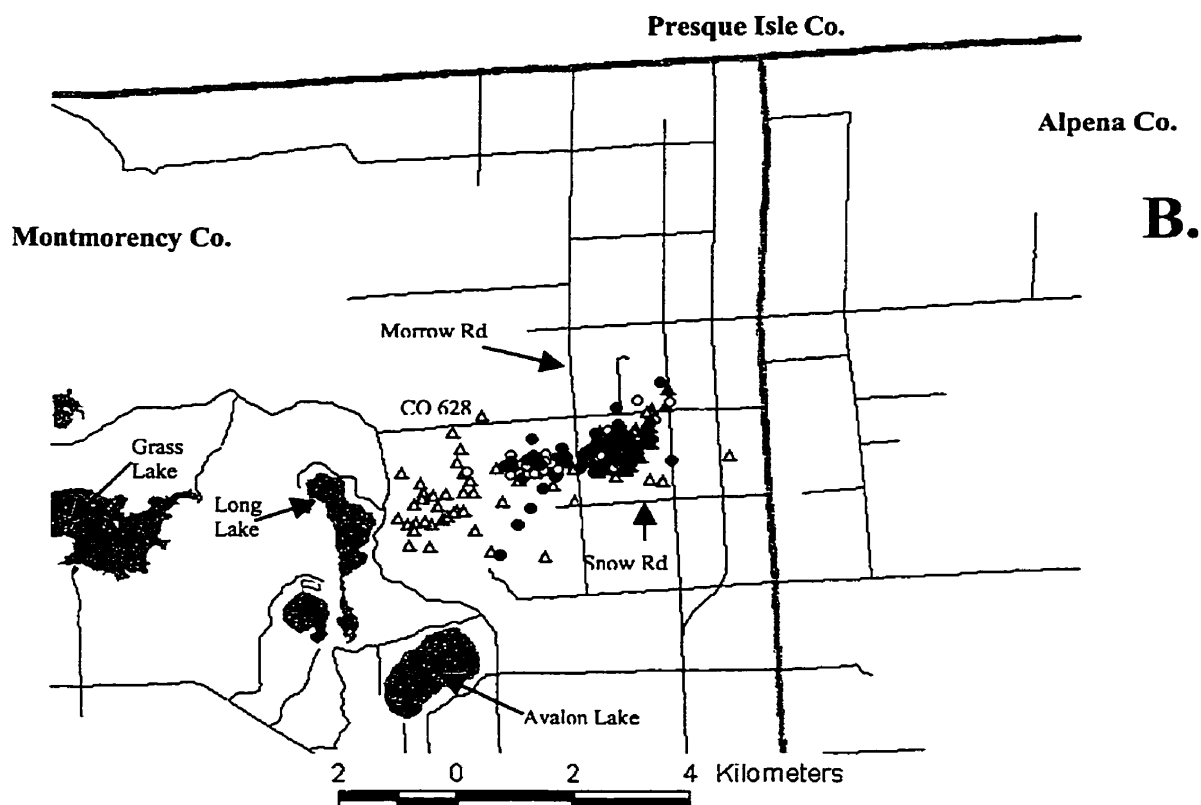 Presque Isle Co.
Alpena Co.
B.
Montmorency Co.
Morrow Rd
CO 628
Grass
Lake
Long
Lake
Snow Rd
Avalon Lake
2 0 2 4 Kilometers